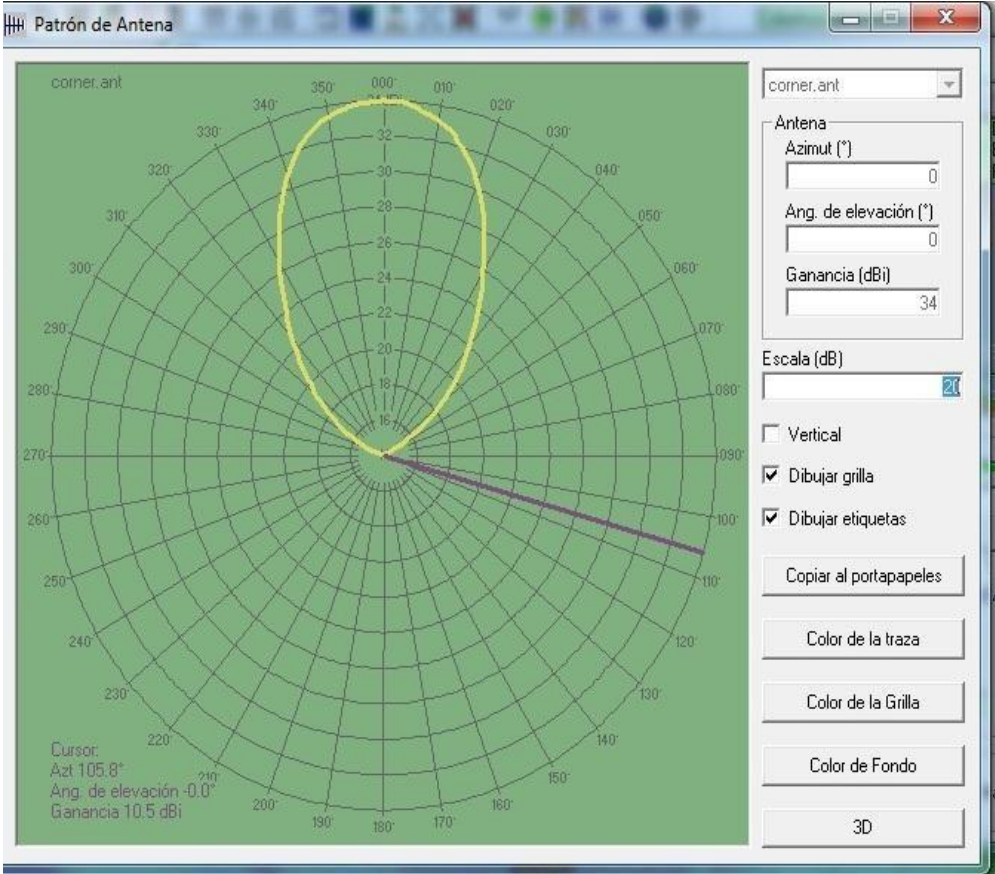 Patrón de Antena
corner.ant
000°
010°
020°
030°
040°
050°
060°
070°
080°
090°
100°
110°
120°
130°
140°
150°
160°
170°
180°
190°
200°
210°
220°
230°
240°
250°
260°
270°
280°
290°
300°
310°
320°
330°
340°
350°
32
30
28
26
24
22
20
18
16
Cursor:
Azt 105.8°
Ang. de elevación -0.0°
Ganancia 10.5 dBi
corner.ant
Antena
Azimut (°)
0
Ang. de elevación (°)
0
Ganancia (dBi)
34
Escala (dB)
20
Vertical
Dibujar grilla
Dibujar etiquetas
Copiar al portapapeles
Color de la traza
Color de la Grilla
Color de Fondo
3D